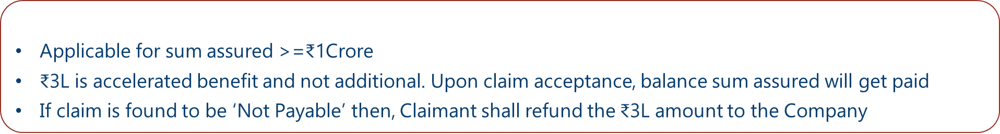 • Applicable for sum assured >=₹1Crore
• ₹3L is accelerated benefit and not additional. Upon claim acceptance, balance sum assured will get paid
• If claim is found to be ‘Not Payable’ then, Claimant shall refund the ₹3L amount to the Company